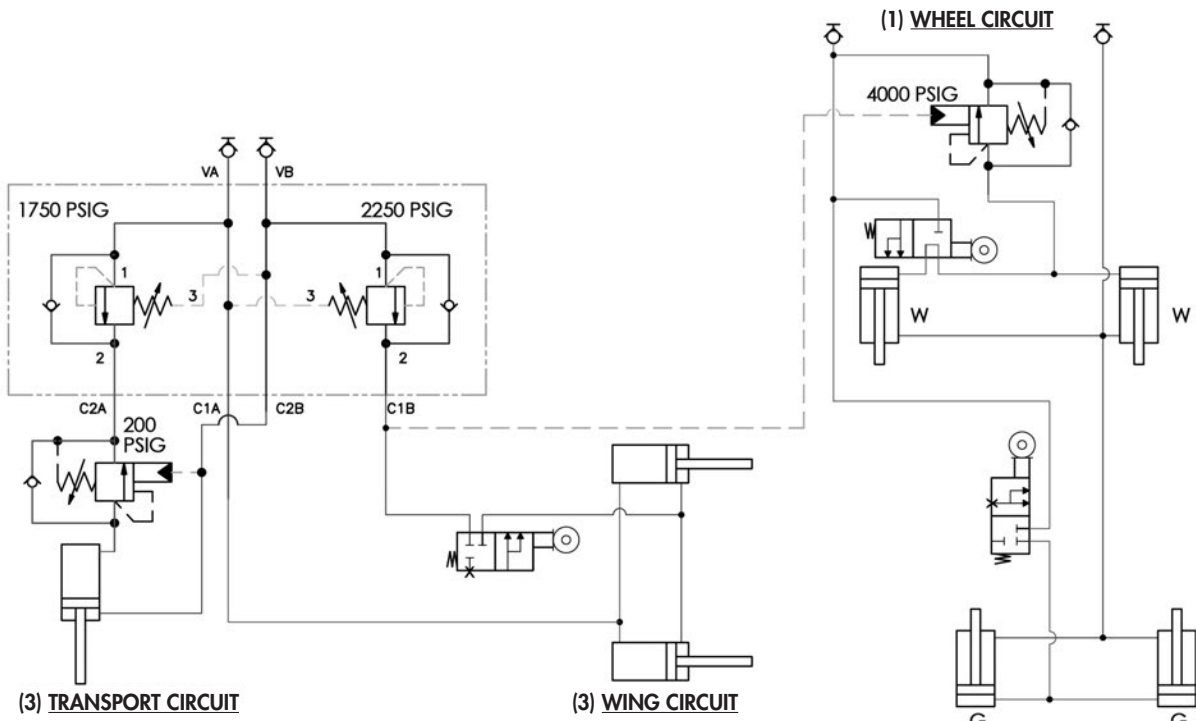 (1) WHEEL CIRCUIT
4000 PSIG
VA VB
1750 PSIG 2250 PSIG
1 1
3 3
2 2
W W
C2A C1A C2B C1B
200
PSIG
(3) TRANSPORT CIRCUIT (3) WING CIRCUIT
G G